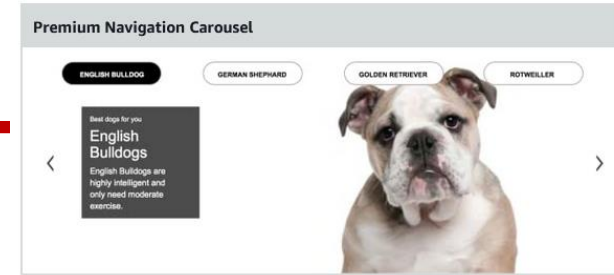 Premium Navigation Carousel
ENGLISH BULLDOG
GERMAN SHEPHARD
GOLDEN RETRIEVER
ROTWEILLER
Best dogs for you
English
Bulldogs
English Bulldogs are
highly intelligent and
only need moderate
exercise.